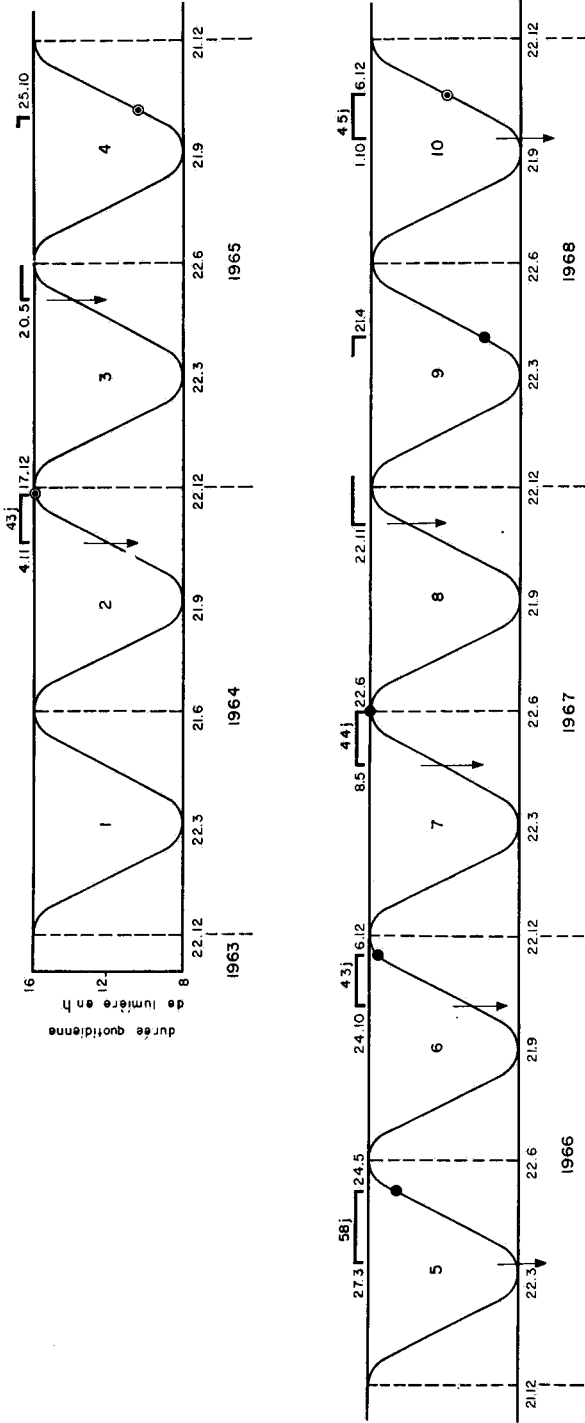 durée quotidienne
de lumière en h
16
12
8
4.11 43j 17.12 20.5 25.10
1 2 3 4
22.12 22.3 21.6 21.9 22.12 22.3 22.6 21.9 21.12
1963 1964 1965
27.3 58j 24.5 24.10 43j 6.12 8.5 44j 22.6 22.11 21.4 1.10 45j 6.12
5 6 7 8 9 10
21.12 22.3 22.6 21.9 22.12 22.3 22.6 21.9 22.12 22.3 22.6 21.9 22.12
1966 1967 1968